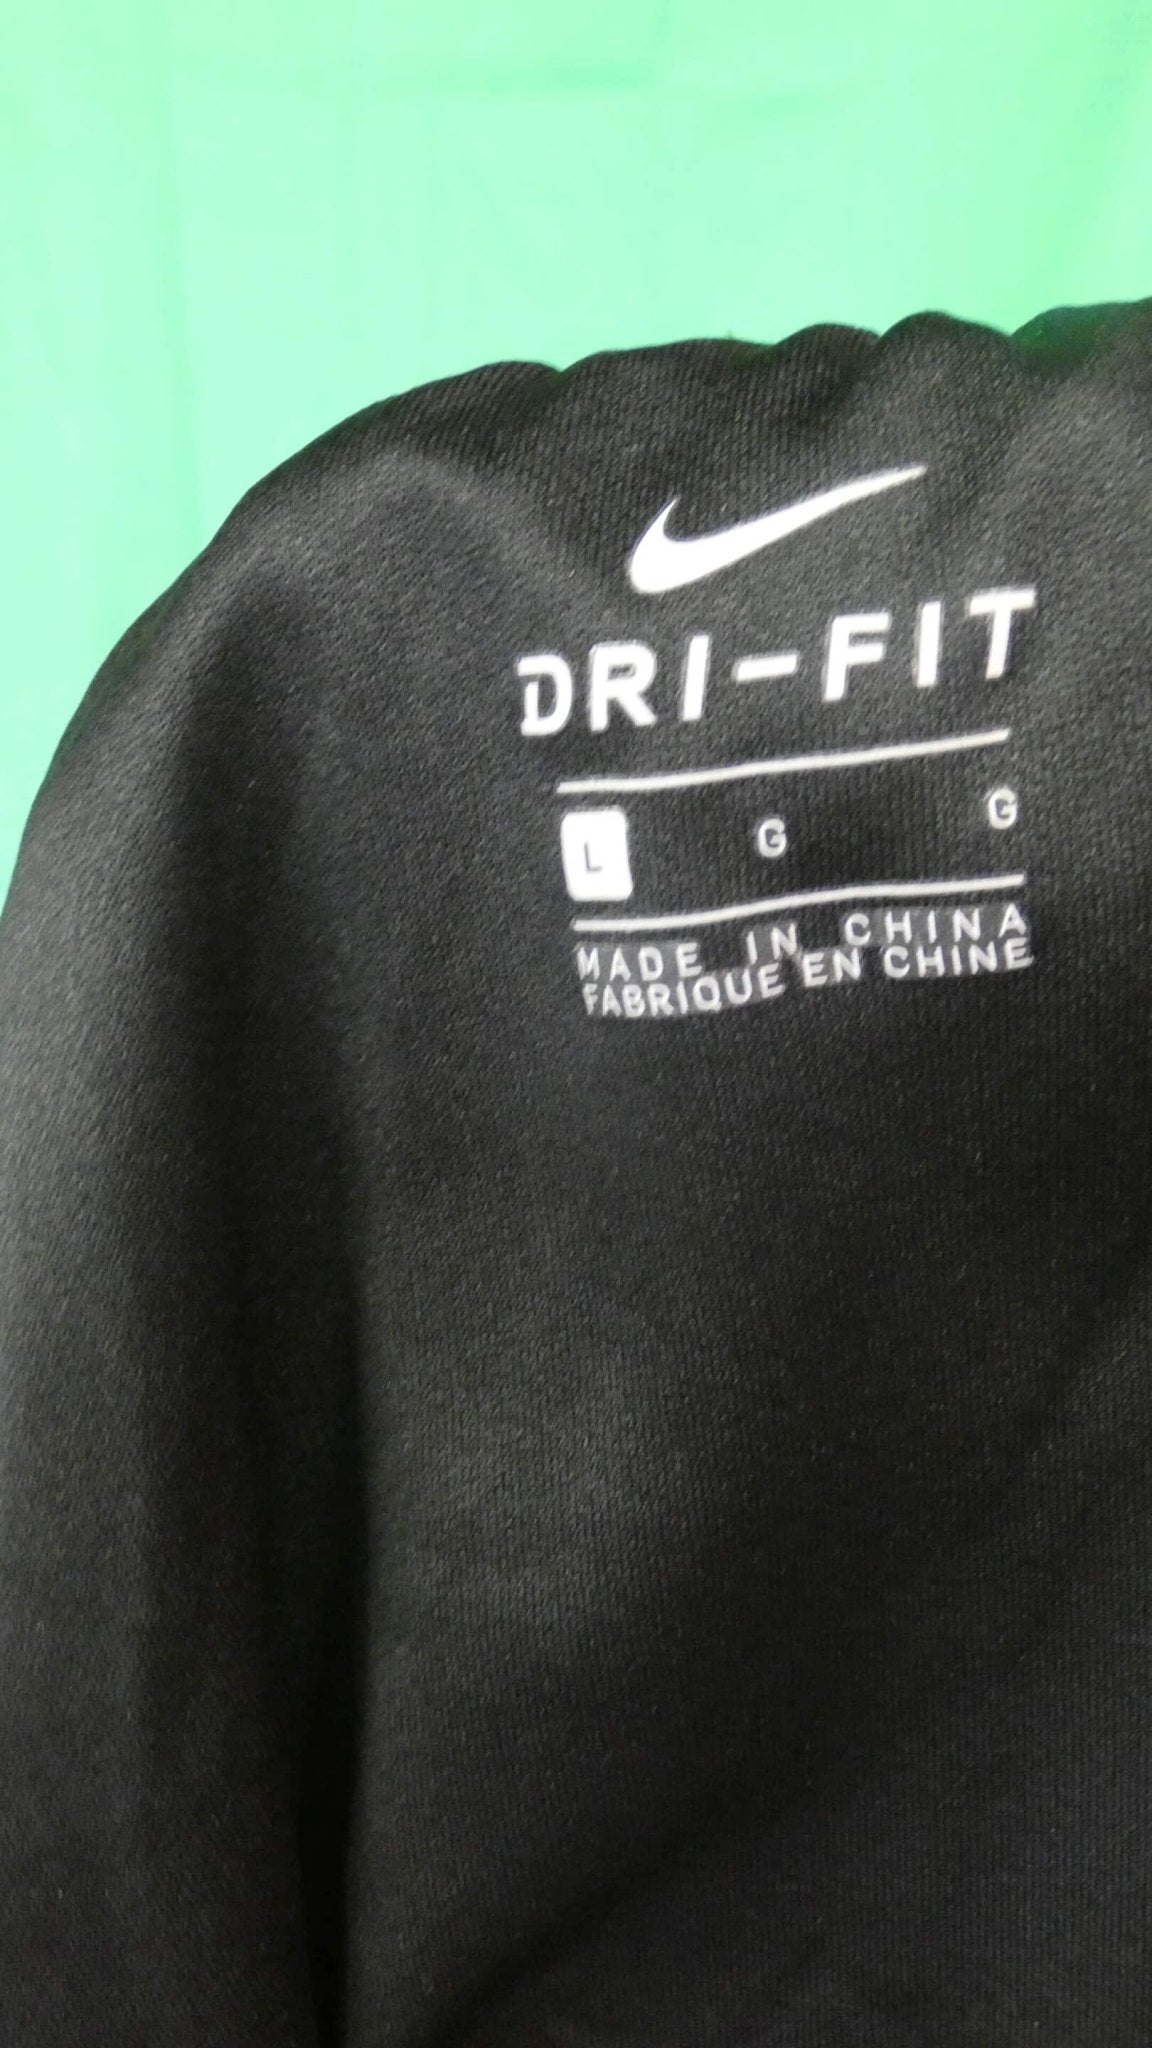 DRI-FIT
L G G
MADE IN CHINA
FABRIQUE EN CHINE